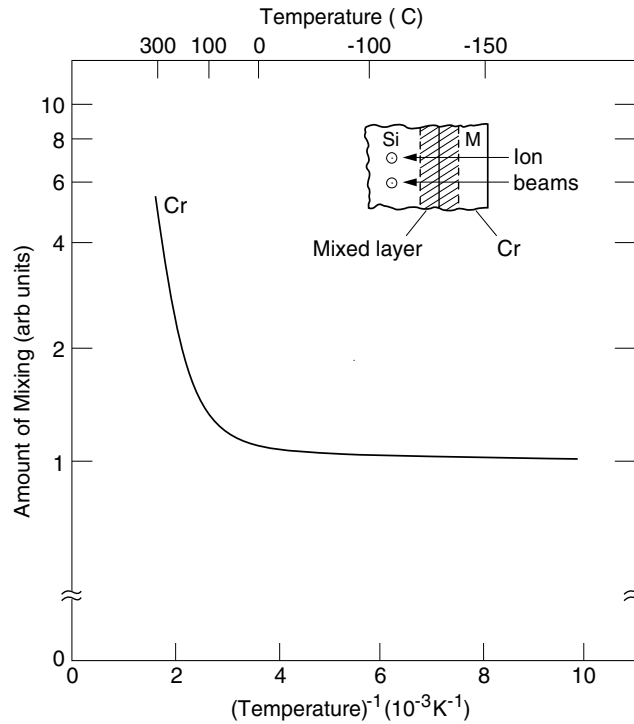 Temperature ( C)
300 100 0 -100 -150
10
8
6
4
2
1
0
Amount of Mixing (arb units)
Cr
Si M
Ion
beams
Mixed layer Cr
0 2 4 6 8 10
(Temperature)⁻¹ (10⁻³K⁻¹)